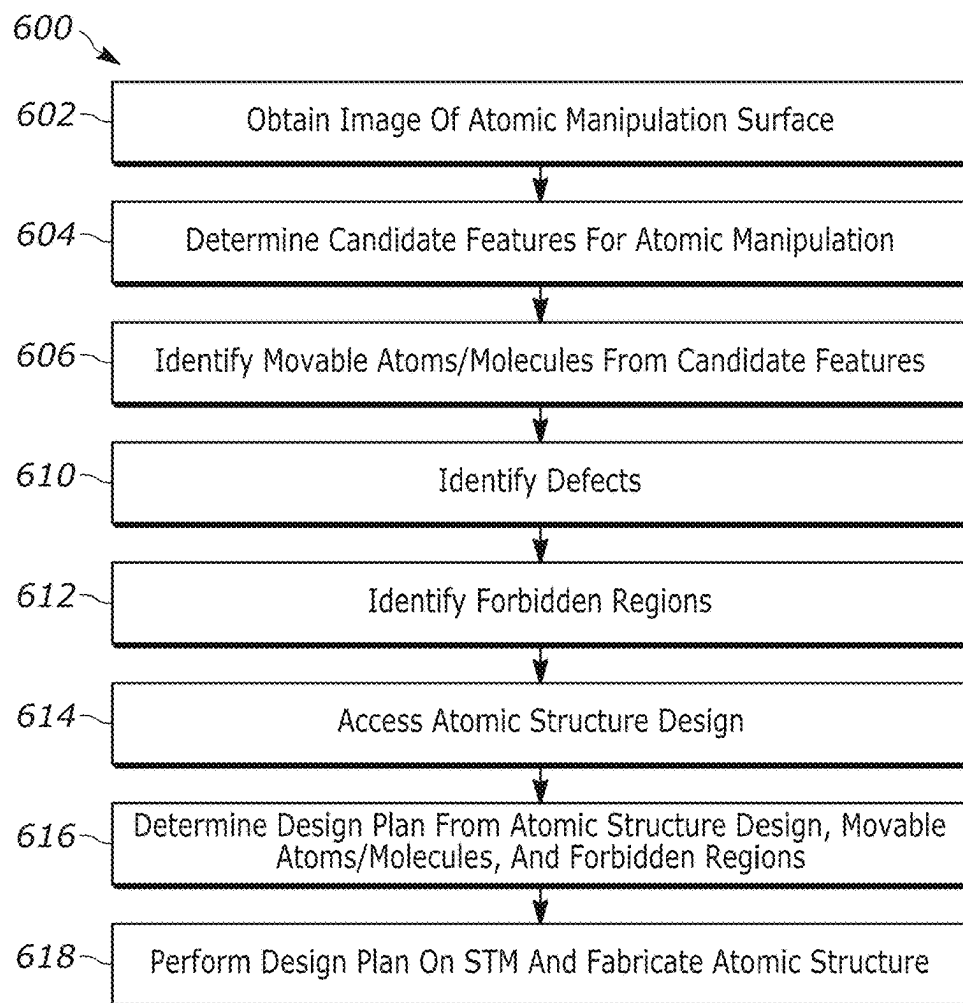 600
602
Obtain Image Of Atomic Manipulation Surface
604
Determine Candidate Features For Atomic Manipulation
606
Identify Movable Atoms/Molecules From Candidate Features
610
Identify Defects
612
Identify Forbidden Regions
614
Access Atomic Structure Design
616
Determine Design Plan From Atomic Structure Design, Movable
Atoms/Molecules, And Forbidden Regions
618
Perform Design Plan On STM And Fabricate Atomic Structure